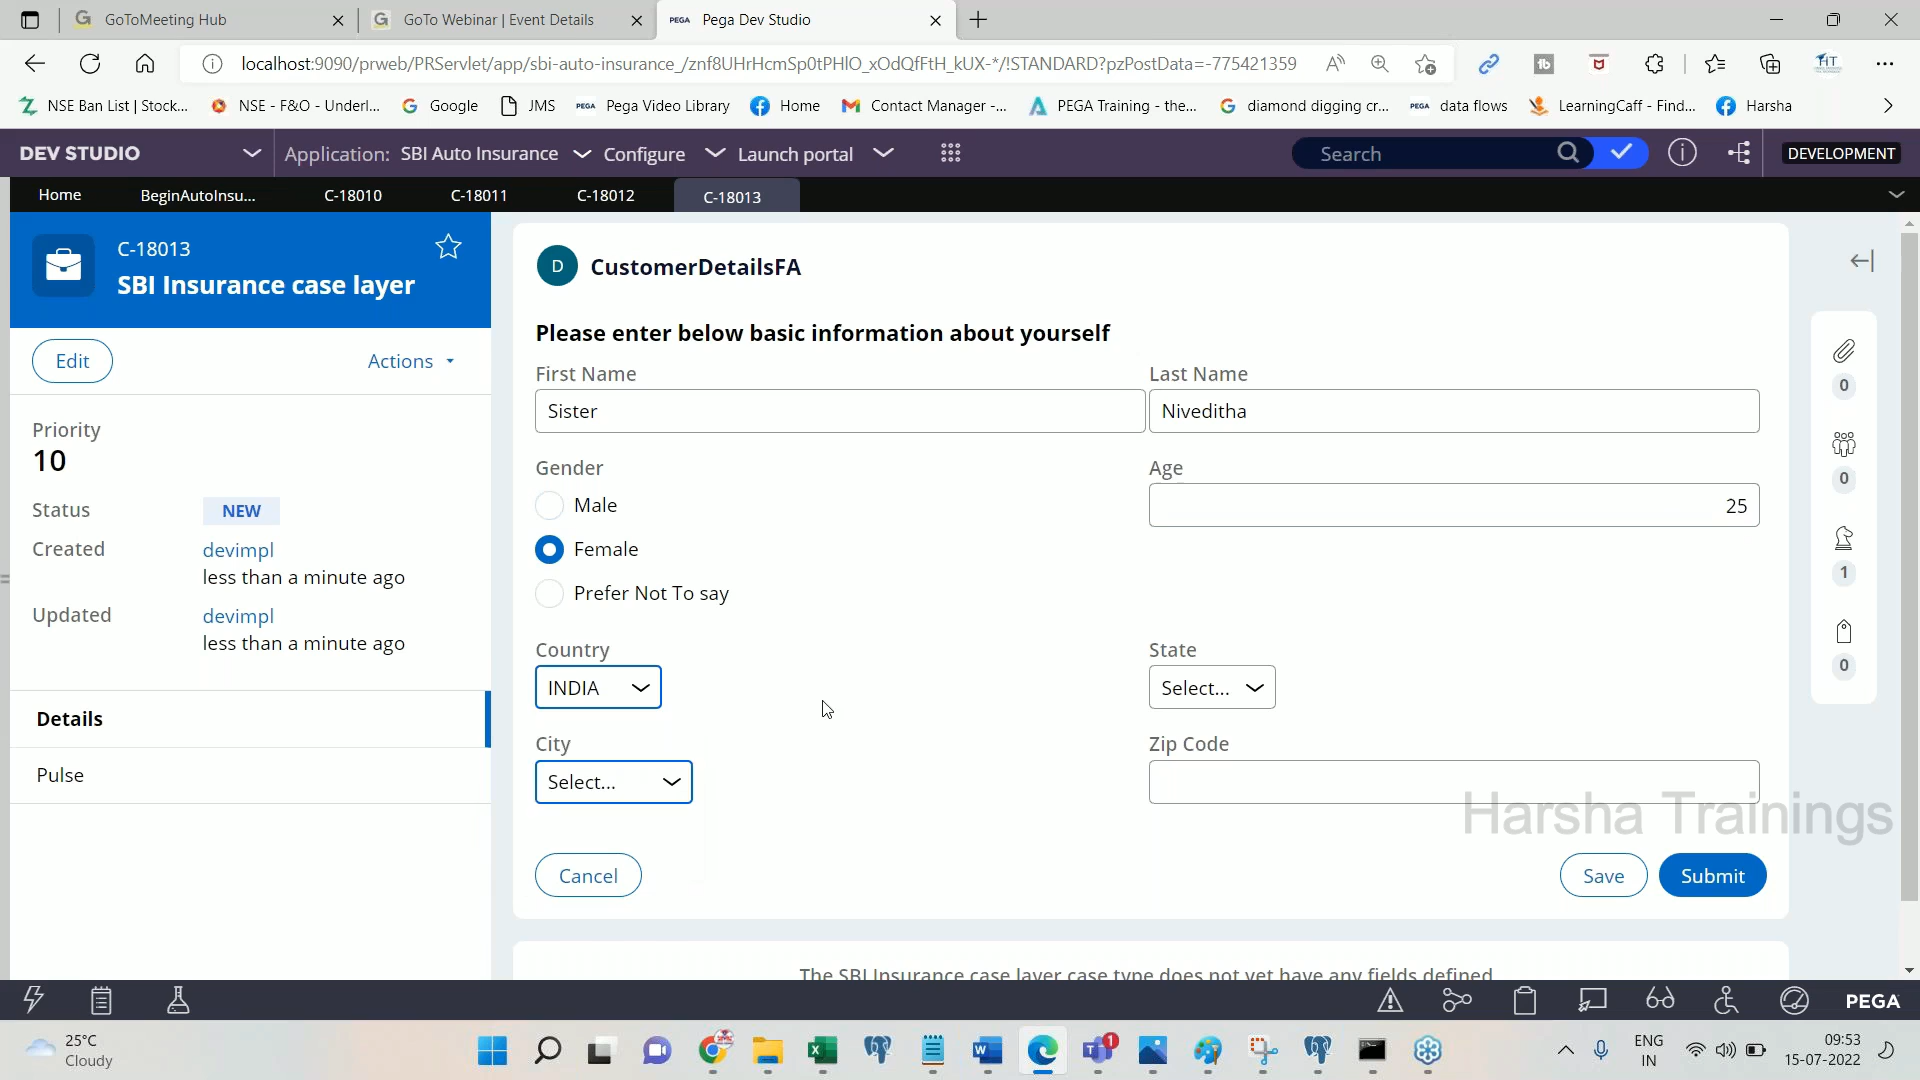 GoToMeeting Hub
GoTo Webinar | Event Details
PEGA Pega Dev Studio
localhost:9090/prweb/PRServlet/app/sbi-auto-insurance_/znf8UHrHcmSp0tPHlO_xOdQfFtH_kUX-*/!STANDARD?pzPostData=-775421359
NSE Ban List | Stock...
NSE - F&O - Underl...
Google
JMS
PEGA Pega Video Library
Home
Contact Manager -...
PEGA Training - the...
diamond digging cr...
PEGA data flows
LearningCaff - Find...
Harsha
DEV STUDIO
Application: SBI Auto Insurance
Configure
Launch portal
Search
DEVELOPMENT
Home
BeginAutoInsu...
C-18010
C-18011
C-18012
C-18013
C-18013
SBI Insurance case layer
Edit
Actions
Priority
10
Status NEW
Created devimpl
less than a minute ago
Updated devimpl
less than a minute ago
Details
Pulse
D CustomerDetailsFA
Please enter below basic information about yourself
First Name
Sister
Last Name
Niveditha
Gender
Male
Female
Prefer Not To say
Age
25
Country
INDIA
State
Select...
City
Select...
Zip Code
Cancel
Save
Submit
0
0
1
0
Harsha Trainings
The SBI Insurance case layer case type does not yet have any fields defined
PEGA
25°C
Cloudy
1
ENG
IN
09:53
15-07-2022